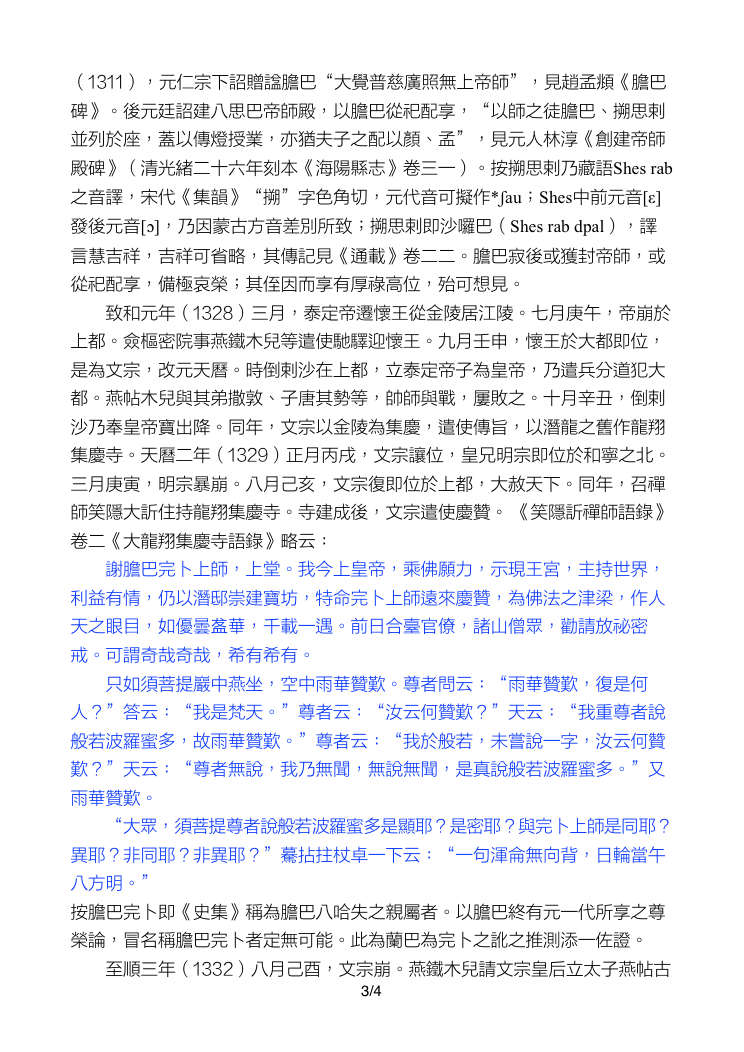 （1311），元仁宗下詔贈諡膽巴“大覺普慈廣照無上帝師”，見趙孟頫《膽巴
碑》。後元廷詔建八思巴帝師殿，以膽巴從祀配享，“以師之徒膽巴、搠思剌
並列於座，蓋以傳燈授業，亦猶夫子之配以顏、孟”，見元人林淳《創建帝師
殿碑》（清光緒二十六年刻本《海陽縣志》卷三一）。按搠思剌乃藏語Shes rab
之音譯，宋代《集韻》“搠”字色角切，元代音可擬作*ʃau；Shes中前元音[ε]
發後元音[ɔ]，乃因蒙古方音差別所致；搠思剌即沙囉巴（Shes rab dpal），譯
言慧吉祥，吉祥可省略，其傳記見《通載》卷二二。膽巴寂後或獲封帝師，或
從祀配享，備極哀榮；其侄因而享有厚祿高位，殆可想見。
致和元年（1328）三月，泰定帝遷懷王從金陵居江陵。七月庚午，帝崩於
上都。僉樞密院事燕鐵木兒等遣使馳驛迎懷王。九月壬申，懷王於大都即位，
是為文宗，改元天曆。時倒剌沙在上都，立泰定帝子為皇帝，乃遣兵分道犯大
都。燕帖木兒與其弟撒敦、子唐其勢等，帥師與戰，屢敗之。十月辛丑，倒剌
沙乃奉皇帝寶出降。同年，文宗以金陵為集慶，遣使傳旨，以潛龍之舊作龍翔
集慶寺。天曆二年（1329）正月丙戌，文宗讓位，皇兄明宗即位於和寧之北。
三月庚寅，明宗暴崩。八月己亥，文宗復即位於上都，大赦天下。同年，召禪
師笑隱大訢住持龍翔集慶寺。寺建成後，文宗遣使慶贊。《笑隱訢禪師語錄》
卷二《大龍翔集慶寺語錄》略云：
謝膽巴完卜上師，上堂。我今上皇帝，乘佛願力，示現王宮，主持世界，
利益有情，仍以潛邸崇建寶坊，特命完卜上師遠來慶贊，為佛法之津梁，作人
天之眼目，如優曇盋華，千載一遇。前日合臺官僚，諸山僧眾，勸請放祕密
戒。可謂奇哉奇哉，希有希有。
只如須菩提巖中燕坐，空中雨華贊歎。尊者問云：“雨華贊歎，復是何
人？”答云：“我是梵天。”尊者云：“汝云何贊歎？”天云：“我重尊者說
般若波羅蜜多，故雨華贊歎。”尊者云：“我於般若，未嘗說一字，汝云何贊
歎？”天云：“尊者無說，我乃無聞，無說無聞，是真說般若波羅蜜多。”又
雨華贊歎。
“大眾，須菩提尊者說般若波羅蜜多是顯耶？是密耶？與完卜上師是同耶？
異耶？非同耶？非異耶？”驀拈拄杖卓一下云：“一句渾侖無向背，日輪當午
八方明。”
按膽巴完卜即《史集》稱為膽巴八哈失之親屬者。以膽巴終有元一代所享之尊
榮論，冒名稱膽巴完卜者定無可能。此為蘭巴為完卜之訛之推測添一佐證。
至順三年（1332）八月己酉，文宗崩。燕鐵木兒請文宗皇后立太子燕帖古
3/4